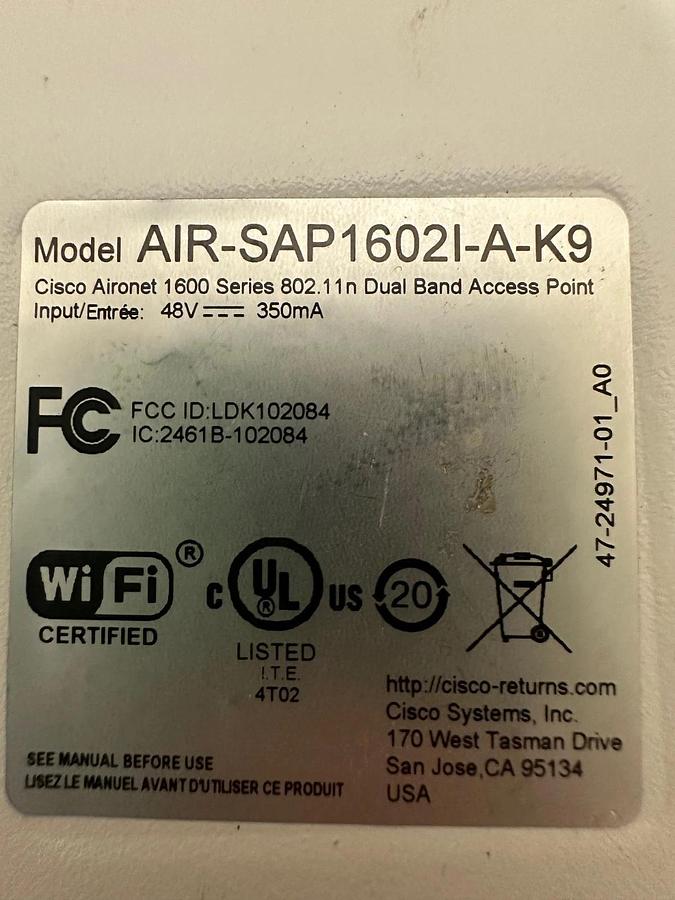 Model AIR-SAP1602I-A-K9
Cisco Aironet 1600 Series 802.11n Dual Band Access Point
Input/Entrée: 48V⎓ 350mA
FC FCC ID:LDK102084
IC:2461B-102084
47-24971-01_A0
Wi Fi ®
CERTIFIED
C UL ® US
LISTED
I.T.E.
4T02
20
http://cisco-returns.com
Cisco Systems, Inc.
170 West Tasman Drive
San Jose,CA 95134
USA
SEE MANUAL BEFORE USE
LISEZ LE MANUEL AVANT D'UTILISER CE PRODUIT